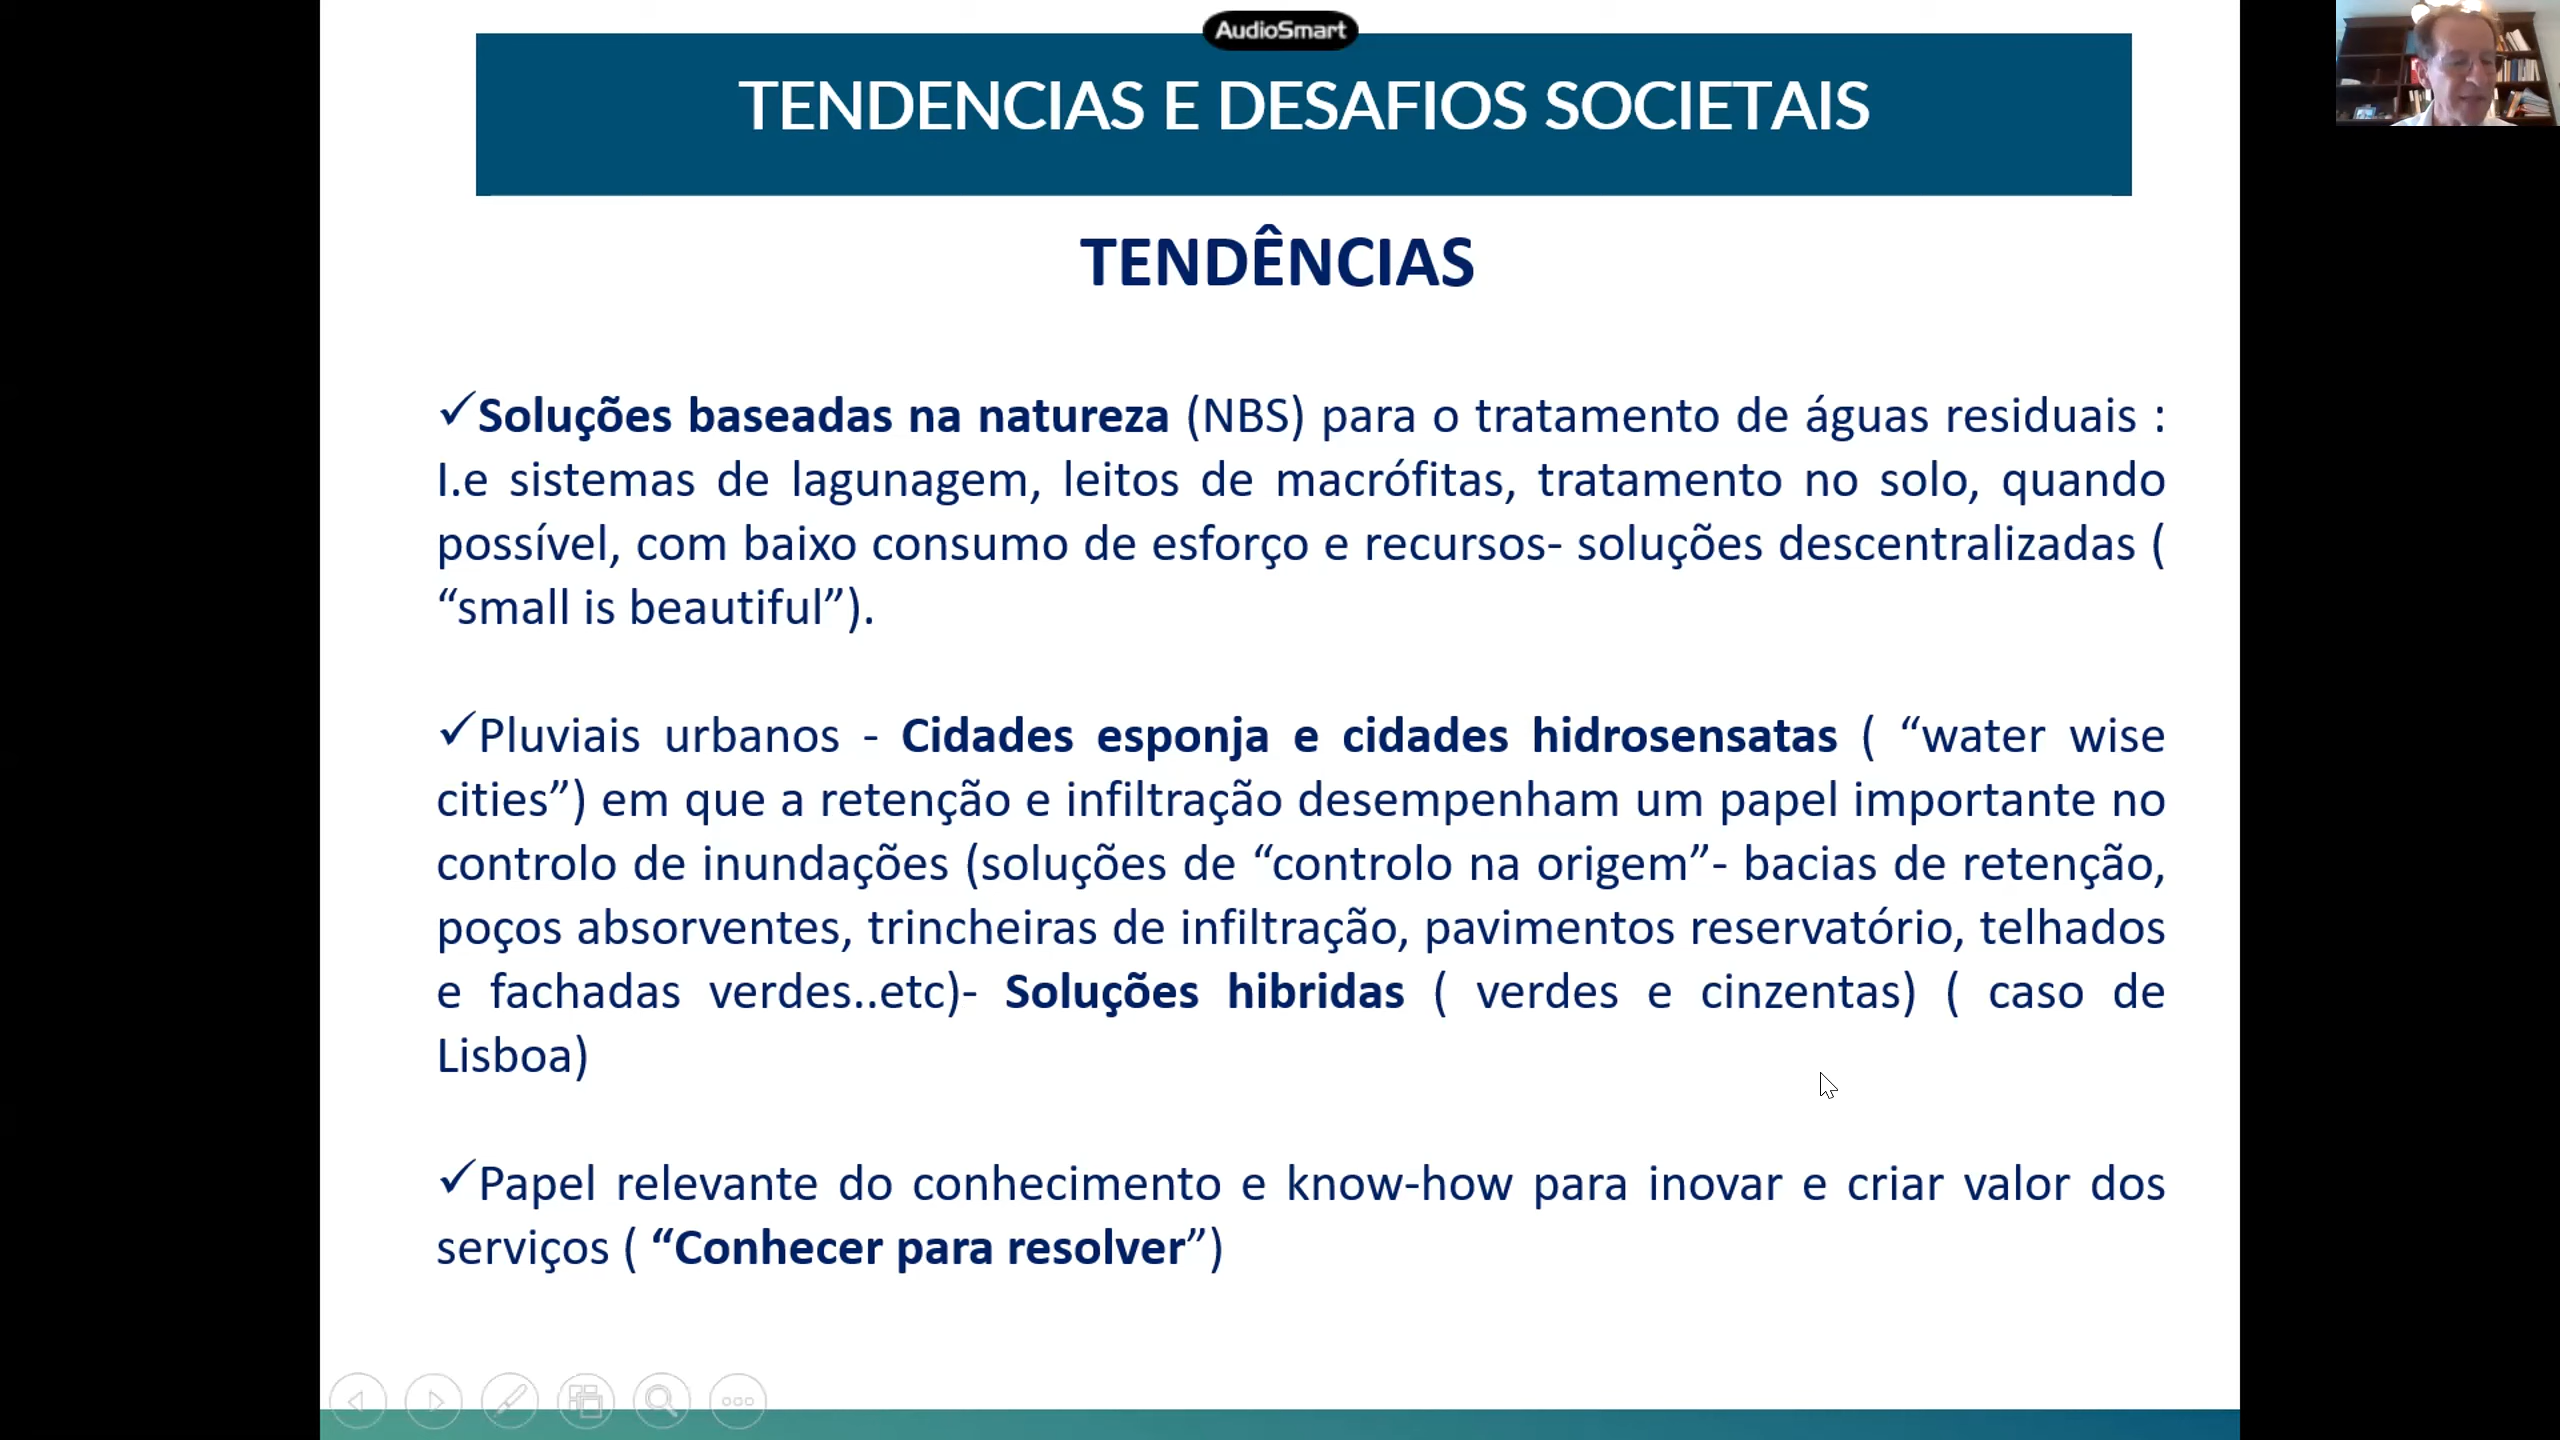 AudioSmart
TENDENCIAS E DESAFIOS SOCIETAIS
TENDÊNCIAS
✓Soluções baseadas na natureza (NBS) para o tratamento de águas residuais :
I.e sistemas de lagunagem, leitos de macrófitas, tratamento no solo, quando
possível, com baixo consumo de esforço e recursos- soluções descentralizadas (
“small is beautiful”).
✓Pluviais urbanos - Cidades esponja e cidades hidrosensatas ( “water wise
cities”) em que a retenção e infiltração desempenham um papel importante no
controlo de inundações (soluções de “controlo na origem”- bacias de retenção,
poços absorventes, trincheiras de infiltração, pavimentos reservatório, telhados
e fachadas verdes..etc)- Soluções hibridas ( verdes e cinzentas) ( caso de
Lisboa)
✓Papel relevante do conhecimento e know-how para inovar e criar valor dos
serviços ( “Conhecer para resolver”)